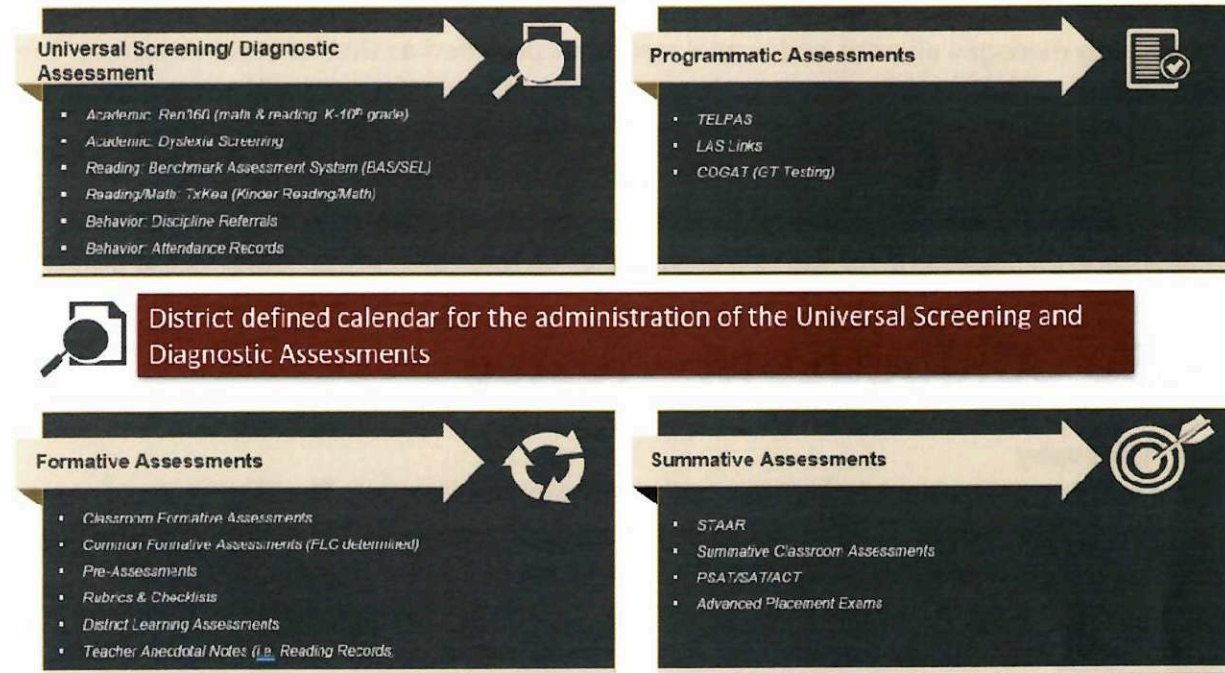 Universal Screening/ Diagnostic
Assessment
▪ Academic: Ren360 (math & reading: K-10th grade)
▪ Academic: Dyslexia Screening
▪ Reading: Benchmark Assessment System (BAS/SEL)
▪ Reading/Math: TxKea (Kinder Reading/Math)
▪ Behavior: Discipline Referrals
▪ Behavior: Attendance Records
Programmatic Assessments
▪ TELPAS
▪ LAS Links
▪ COGAT (GT Testing)
District defined calendar for the administration of the Universal Screening and
Diagnostic Assessments
Formative Assessments
▪ Classroom Formative Assessments
▪ Common Formative Assessments (PLC determined)
▪ Pre-Assessments
▪ Rubrics & Checklists
▪ District Learning Assessments
▪ Teacher Anecdotal Notes (i.e. Reading Records,
Summative Assessments
▪ STAAR
▪ Summative Classroom Assessments
▪ PSAT/SAT/ACT
▪ Advanced Placement Exams